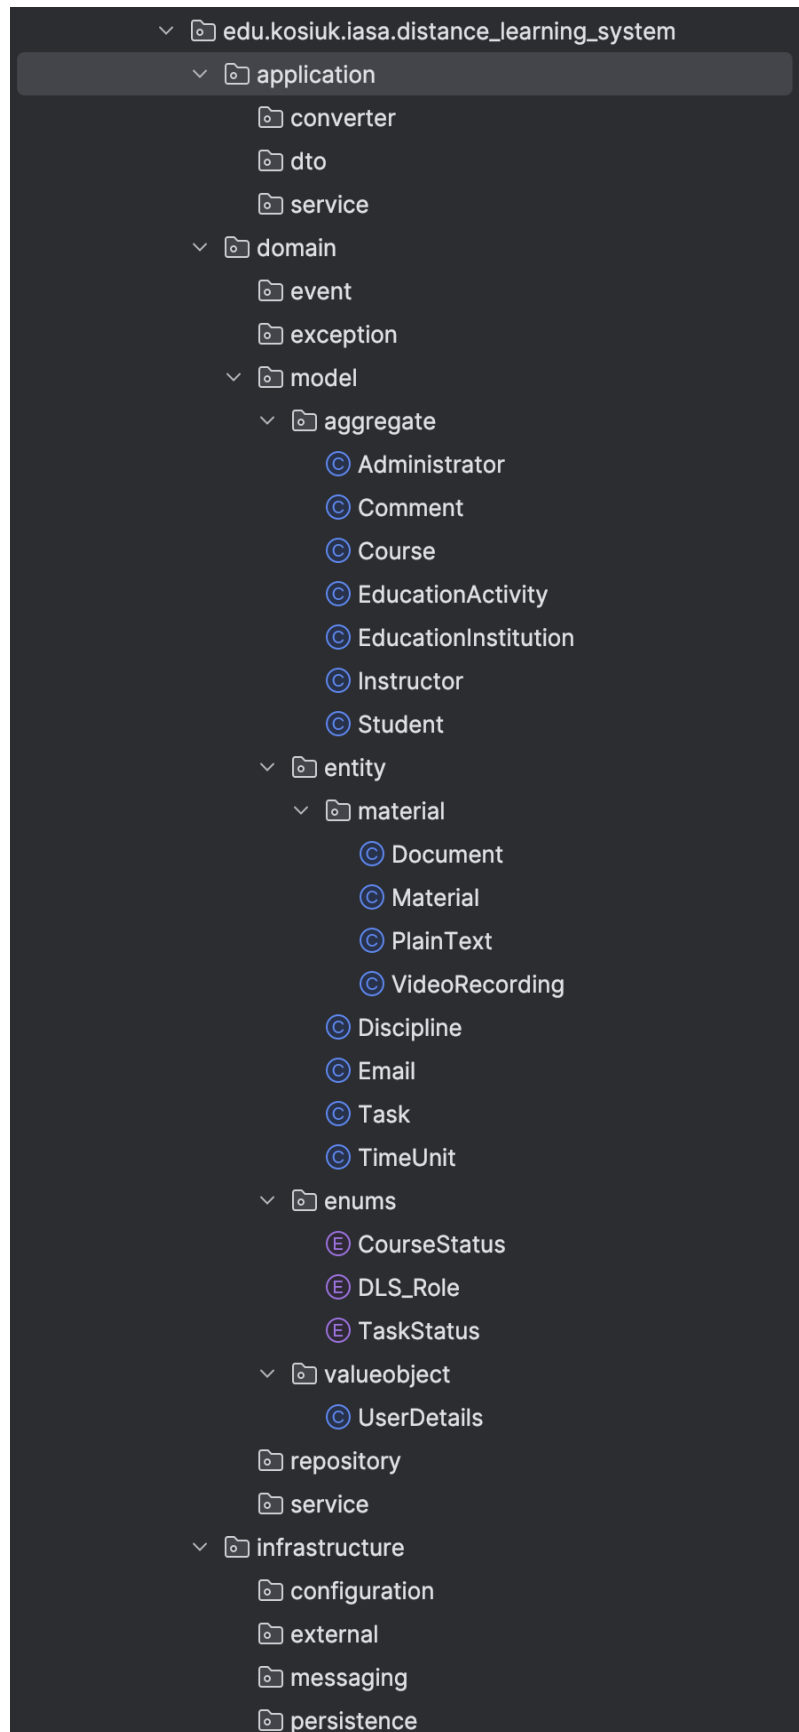 edu.kosiuk.iasa.distance_learning_system
application
converter
dto
service
domain
event
exception
model
aggregate
C Administrator
C Comment
C Course
C EducationActivity
C EducationInstitution
C Instructor
C Student
entity
material
C Document
C Material
C PlainText
C VideoRecording
C Discipline
C Email
C Task
C TimeUnit
enums
E CourseStatus
E DLS_Role
E TaskStatus
valueobject
C UserDetails
repository
service
infrastructure
configuration
external
messaging
persistence